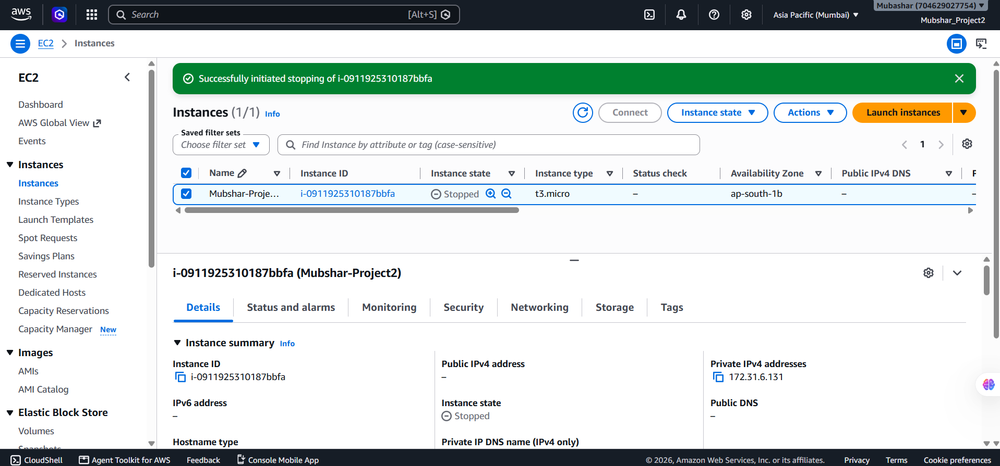 aws
Search
[Alt+S]
Asia Pacific (Mumbai)
Mubashar (704629027754)
Mubshar_Project2
EC2
Instances
EC2
Dashboard
AWS Global View
Events
Instances
Instances
Instance Types
Launch Templates
Spot Requests
Savings Plans
Reserved Instances
Dedicated Hosts
Capacity Reservations
Capacity Manager New
Images
AMIs
AMI Catalog
Elastic Block Store
Volumes
Snapshots
Successfully initiated stopping of i-0911925310187bbfa
Instances (1/1) Info
Connect
Instance state
Actions
Launch instances
Saved filter sets
Choose filter set
Find Instance by attribute or tag (case-sensitive)
1
Name Instance ID Instance state Instance type Status check Availability Zone Public IPv4 DNS
Mubshar-Proje... i-0911925310187bbfa Stopped t3.micro – ap-south-1b – –
i-0911925310187bbfa (Mubshar-Project2)
Details Status and alarms Monitoring Security Networking Storage Tags
Instance summary Info
Instance ID
i-0911925310187bbfa
Public IPv4 address
–
Private IPv4 addresses
172.31.6.131
IPv6 address
–
Instance state
Stopped
Public DNS
–
Hostname type
Private IP DNS name (IPv4 only)
CloudShell Agent Toolkit for AWS Feedback Console Mobile App
© 2026, Amazon Web Services, Inc. or its affiliates. Privacy Terms Cookie preferences